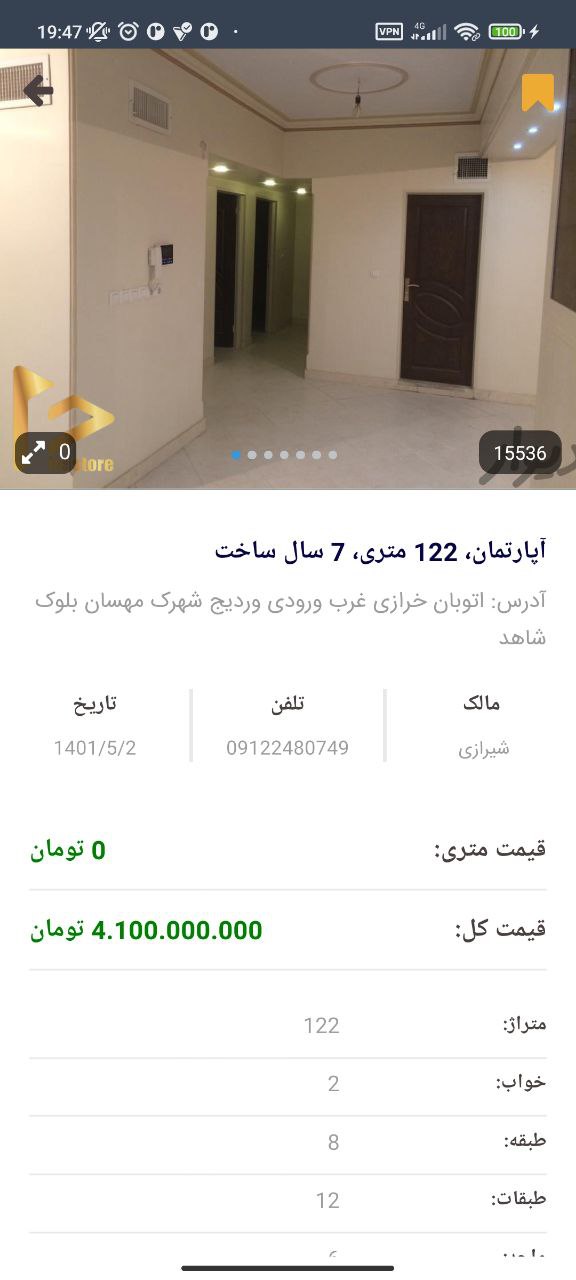 19:47
VPN 4G 100
0
15536
آپارتمان، 122 متری، 7 سال ساخت
آدرس: اتوبان خرازی غرب ورودی وردیج شهرک مهسان بلوک
شاهد
مالک تلفن تاریخ
شیرازی 09122480749 1401/5/2
قیمت متری: 0 تومان
قیمت کل: 4.100.000.000 تومان
متراژ: 122
خواب: 2
طبقه: 8
طبقات: 12